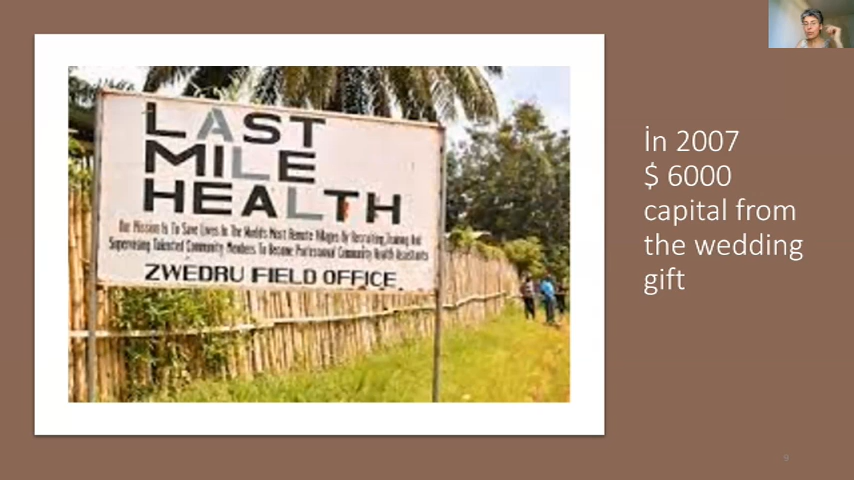 LAST
MILE
HEALTH
Our Mission Is To Save Lives In The World's Most Remote Villages By Recruiting, Training And
Supervising Talented Community Members To Become Professional Community Health Assistants
ZWEDRU FIELD OFFICE
İn 2007
$ 6000
capital from
the wedding
gift
9